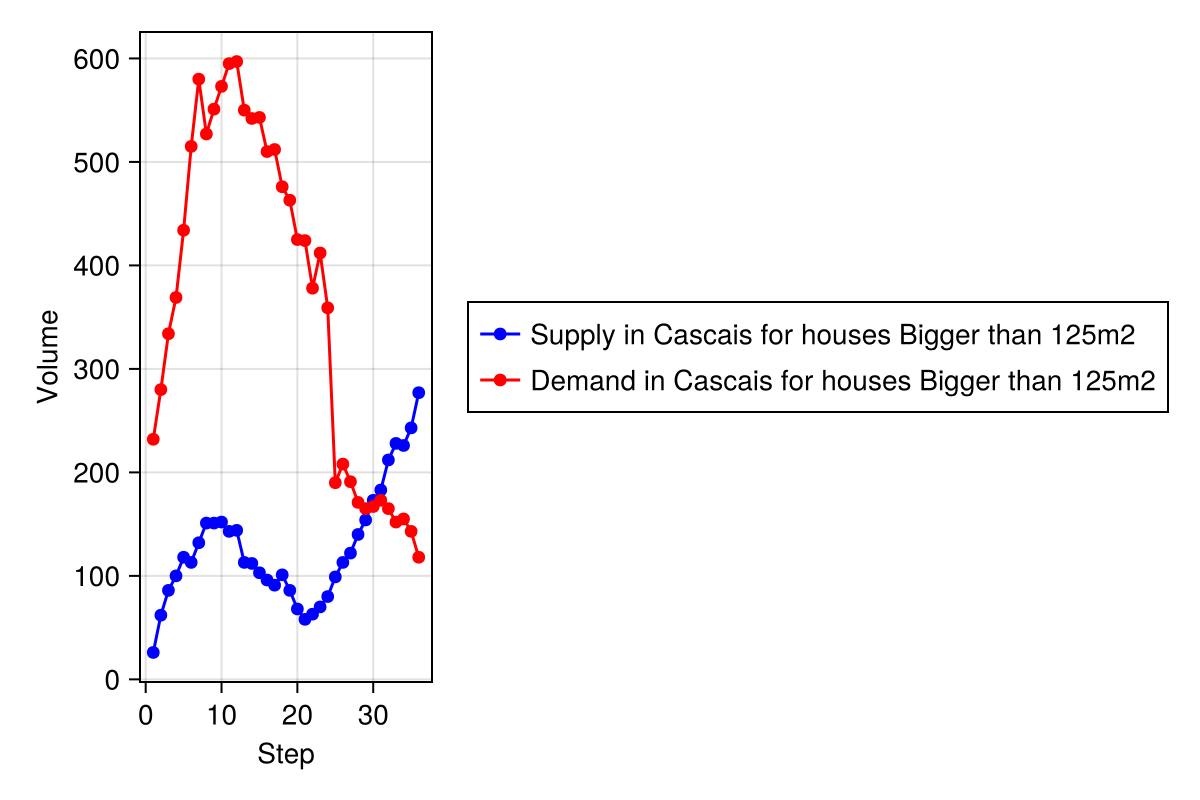 600
500
400
300
200
100
0
Volume
0 10 20 30
Step
Supply in Cascais for houses Bigger than 125m2
Demand in Cascais for houses Bigger than 125m2